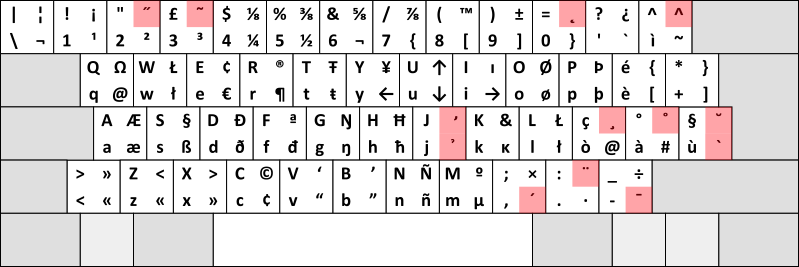 | ¦ ! ¡ " ˝ £ ~ $ ⅛ % ⅜ & ⅝ / ⅞ ( ™ ) ± = ˛ ? ¿ ^ ^
\ ¬ 1 ¹ 2 ² 3 ³ 4 ¼ 5 ½ 6 ¬ 7 { 8 [ 9 ] 0 } ' ` ì ~
Q Ω W Ł E ¢ R ® T Ŧ Y ¥ U ↑ I ı O Ø P Þ é { * }
q @ w ł e € r ¶ t ŧ y ← u ↓ i → o ø p þ è [ + ]
A Æ S § D Ð F ª G Ŋ H Ħ J ̛ K & L Ł ç ¸ ° ° § ˇ
a æ s ß d ð f đ g ŋ h ħ j ̉ k ĸ l ł ò @ à # ù `
> » Z < X > C © V ‘ B ’ N Ñ M º ; × : ¨ _ ÷
< « z « x » c ¢ v “ b ” n ñ m µ , ´ . · - ¯